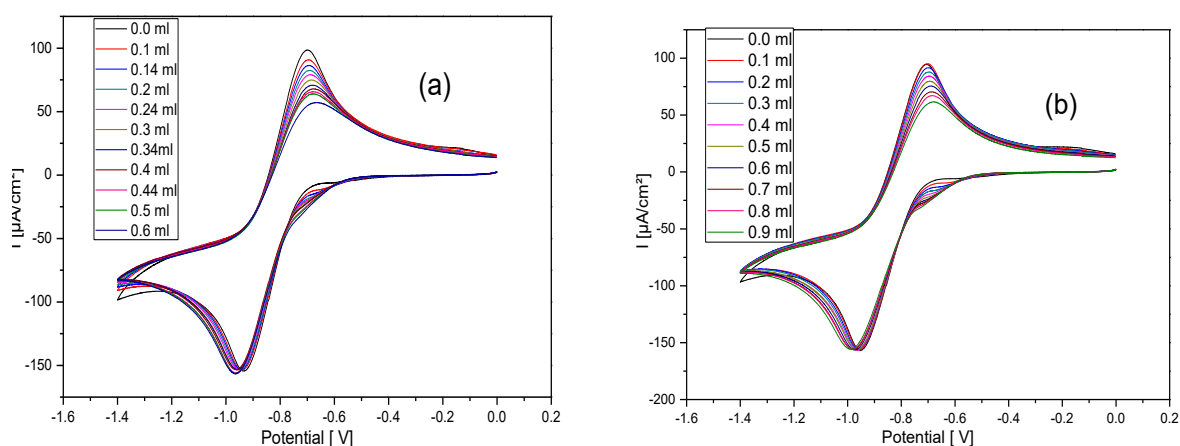 0.0 ml
0.1 ml
0.14 ml
0.2 ml
0.24 ml
0.3 ml
0.34ml
0.4 ml
0.44 ml
0.5 ml
0.6 ml
(a)
100
50
0
-50
-100
-150
I [µA/cm²]
-1.6 -1.4 -1.2 -1.0 -0.8 -0.6 -0.4 -0.2 0.0 0.2
Potential [ V]
0.0 ml
0.1 ml
0.2 ml
0.3 ml
0.4 ml
0.5 ml
0.6 ml
0.7 ml
0.8 ml
0.9 ml
(b)
100
50
0
-50
-100
-150
-200
I [µA/cm²]
-1.6 -1.4 -1.2 -1.0 -0.8 -0.6 -0.4 -0.2 0.0 0.2
Potential [ V]